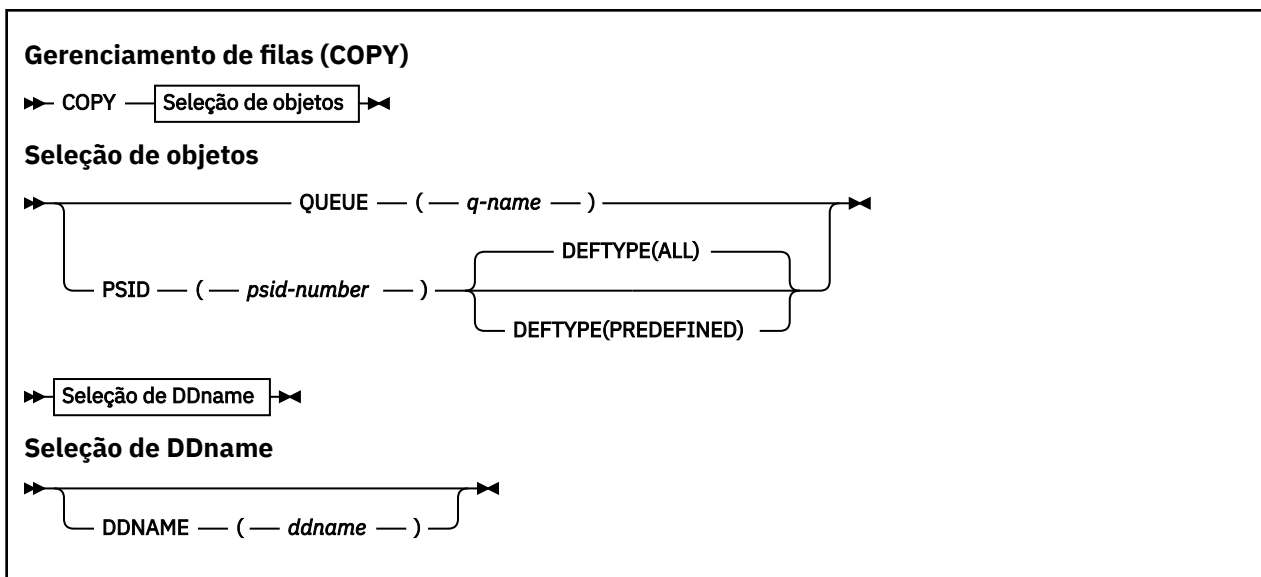 Gerenciamento de filas (COPY)
COPY Seleção de objetos
Seleção de objetos
QUEUE ( q-name )
DEFTYPE(ALL)
PSID ( psid-number )
DEFTYPE(PREDEFINED)
Seleção de DDname
Seleção de DDname
DDNAME ( ddname )